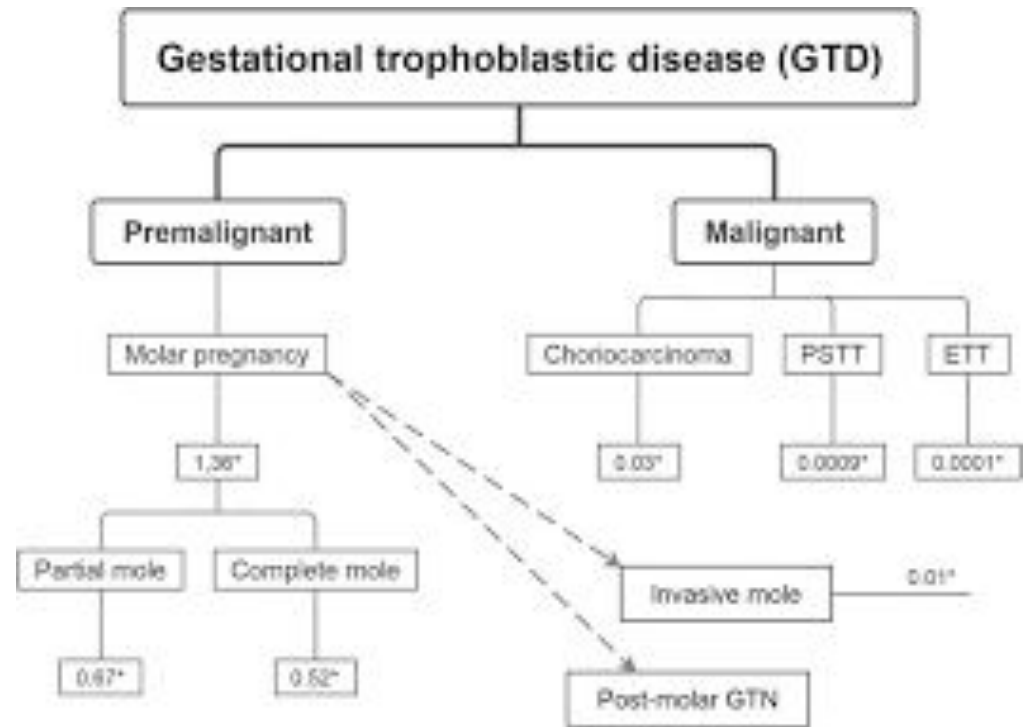 Gestational trophoblastic disease (GTD)
Premalignant
Malignant
Molar pregnancy
Choriocarcinoma
PSTT
ETT
1.36*
0.03*
0.0009*
0.0001*
Partial mole
Complete mole
Invasive mole
0.01*
0.67*
0.52*
Post-molar GTN